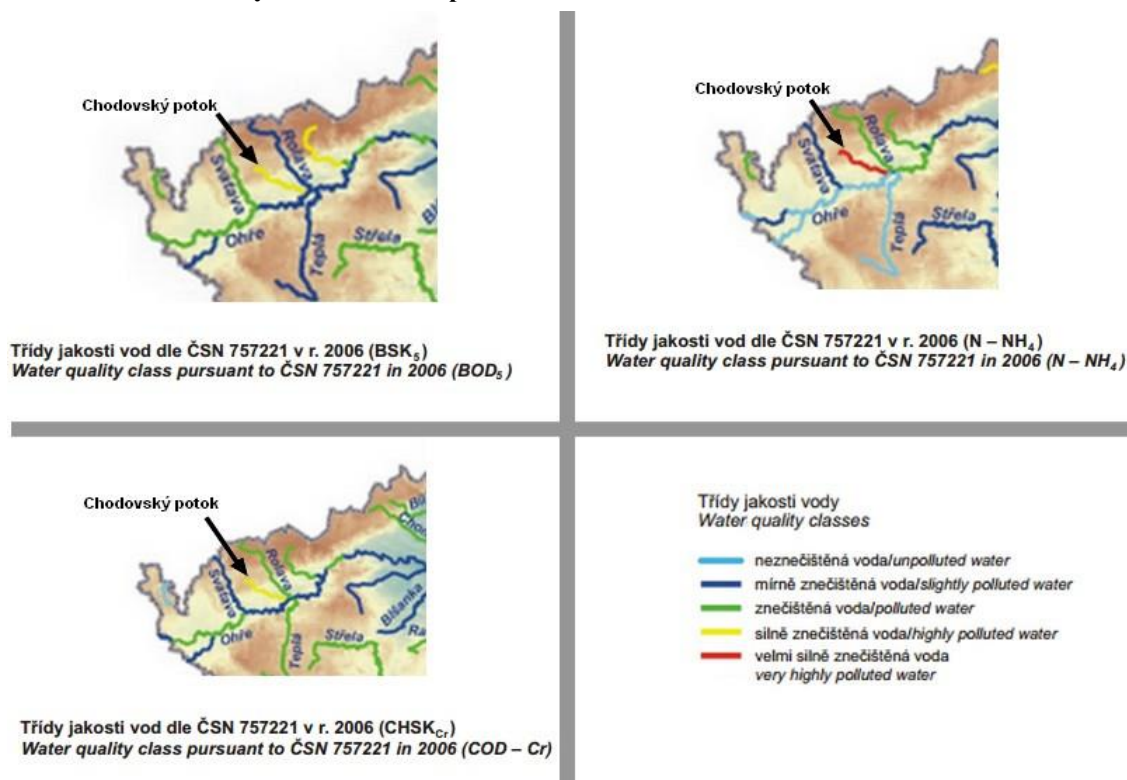 Chodovský potok
Rolava
Svatava
Ohře
Teplá
Střela
Třídy jakosti vod dle ČSN 757221 v r. 2006 (BSK₅)
Water quality class pursuant to ČSN 757221 in 2006 (BOD₅ )
Chodovský potok
Rolava
Svatava
Ohře
Teplá
Střela
Třídy jakosti vod dle ČSN 757221 v r. 2006 (N – NH₄)
Water quality class pursuant to ČSN 757221 in 2006 (N – NH₄)
Chodovský potok
Rolava
Svatava
Ohře
Teplá
Střela
Blšanka
Třídy jakosti vod dle ČSN 757221 v r. 2006 (CHSKCr)
Water quality class pursuant to ČSN 757221 in 2006 (COD – Cr)
Třídy jakosti vody
Water quality classes
neznečištěná voda/unpolluted water
mírně znečištěná voda/slightly polluted water
znečištěná voda/polluted water
silně znečištěná voda/highly polluted water
velmi silně znečištěná voda
very highly polluted water